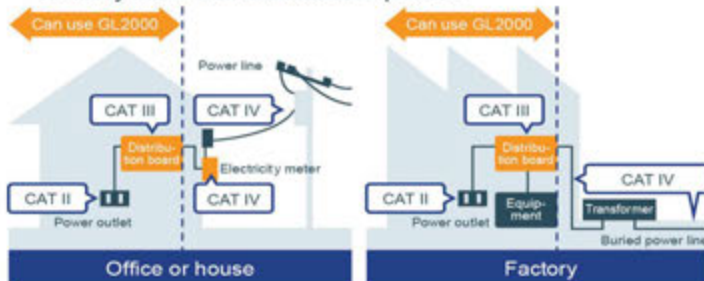 Can use GL2000
Power line
CAT III
CAT IV
Distribu-
tion board
Electricity meter
CAT II
CAT IV
Power outlet
Office or house
Can use GL2000
CAT III
Distribu-
tion board
CAT IV
CAT II
Equip-
ment
Transformer
Power outlet
Buried power line
Factory